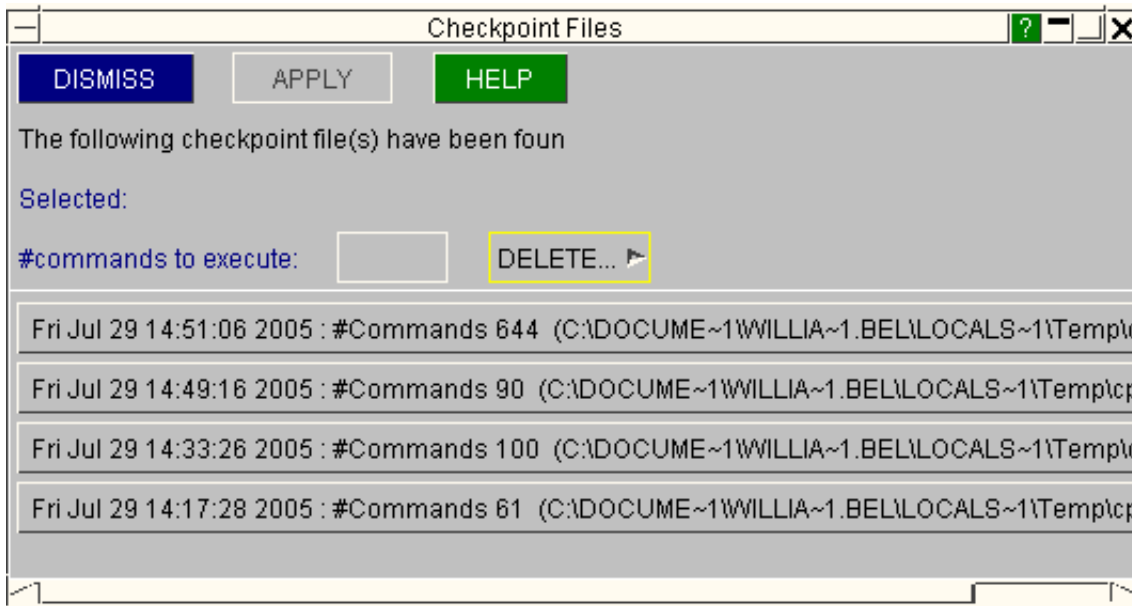 Checkpoint Files ?
DISMISS APPLY HELP
The following checkpoint file(s) have been foun
Selected:
#commands to execute: DELETE...
Fri Jul 29 14:51:06 2005 : #Commands 644 (C:\DOCUME~1\WILLIA~1.BEL\LOCALS~1\Temp\c
Fri Jul 29 14:49:16 2005 : #Commands 90 (C:\DOCUME~1\WILLIA~1.BEL\LOCALS~1\Temp\cp
Fri Jul 29 14:33:26 2005 : #Commands 100 (C:\DOCUME~1\WILLIA~1.BEL\LOCALS~1\Temp\c
Fri Jul 29 14:17:28 2005 : #Commands 61 (C:\DOCUME~1\WILLIA~1.BEL\LOCALS~1\Temp\cp